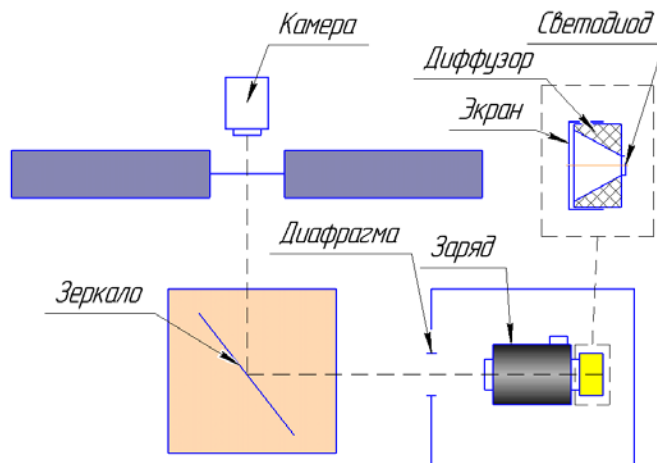 Камера
Светодиод
Диффузор
Экран
Диафрагма
Заряд
Зеркало